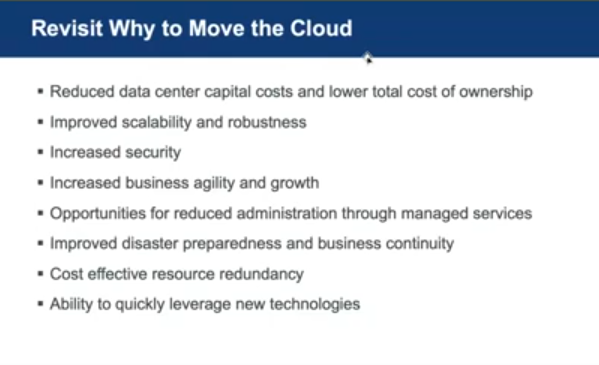 Revisit Why to Move the Cloud
▪ Reduced data center capital costs and lower total cost of ownership
▪ Improved scalability and robustness
▪ Increased security
▪ Increased business agility and growth
▪ Opportunities for reduced administration through managed services
▪ Improved disaster preparedness and business continuity
▪ Cost effective resource redundancy
▪ Ability to quickly leverage new technologies